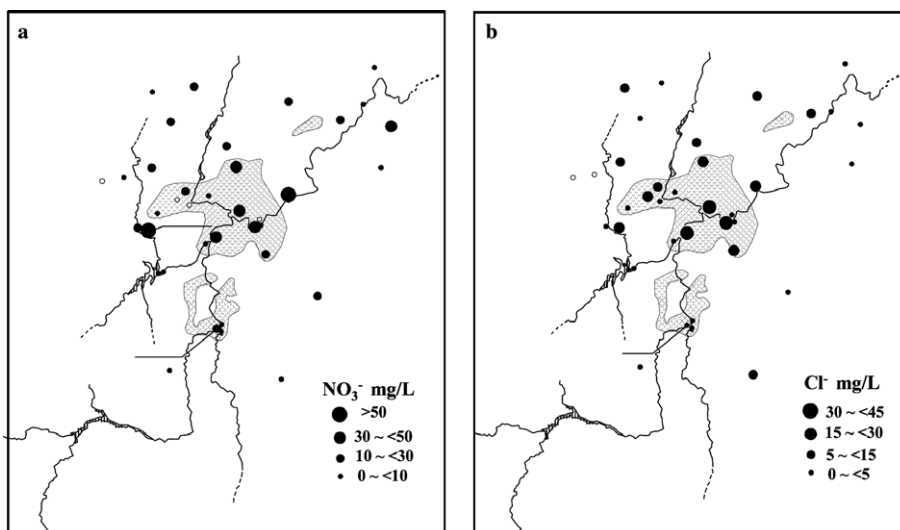 a
NO₃⁻ mg/L
>50
30 ~ <50
10 ~ <30
0 ~ <10
b
Cl⁻ mg/L
30 ~ <45
15 ~ <30
5 ~ <15
0 ~ <5